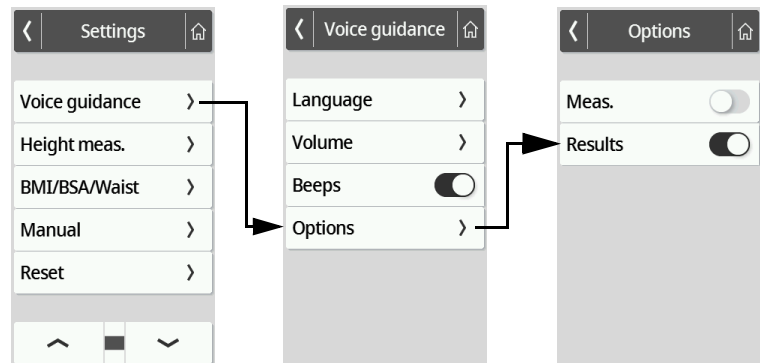 Settings
Voice guidance
Height meas.
BMI/BSA/Waist
Manual
Reset
Voice guidance
Language
Volume
Beeps
Options
Options
Meas.
Results